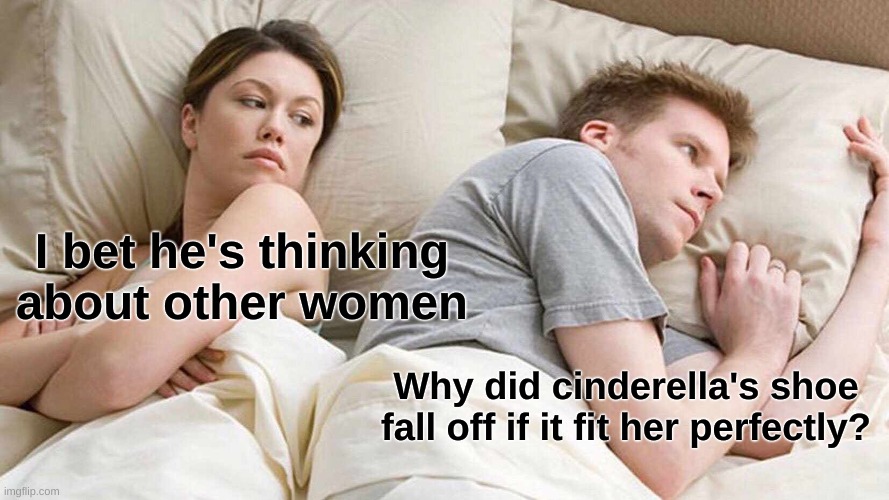 I bet he's thinking
about other women
Why did cinderella's shoe
fall off if it fit her perfectly?
imgflip.com